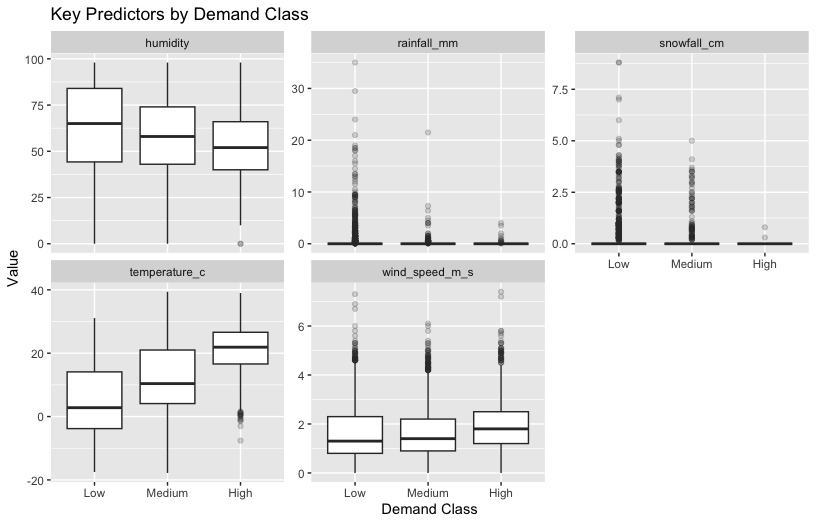 Key Predictors by Demand Class
humidity
rainfall_mm
snowfall_cm
100
75
50
25
0
30
20
10
0
7.5
5.0
2.5
0.0
Low Medium High
Value
temperature_c
wind_speed_m_s
40
20
0
-20
6
4
2
0
Low Medium High
Low Medium High
Demand Class